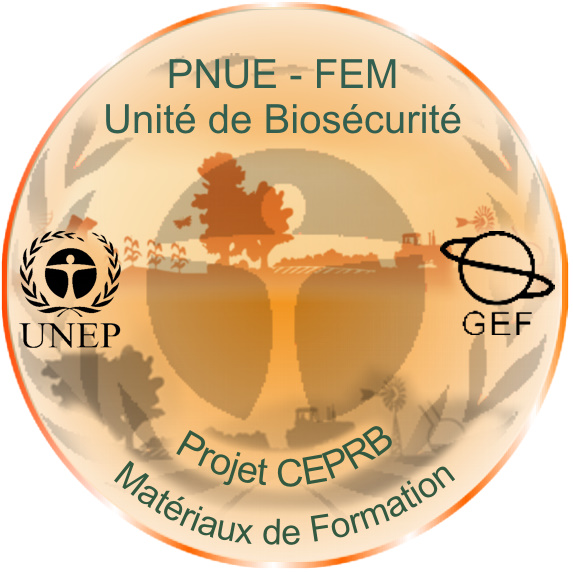 PNUE - FEM
Unité de Biosécurité
UNEP
GEF
Projet CEPRB
Matériaux de Formation